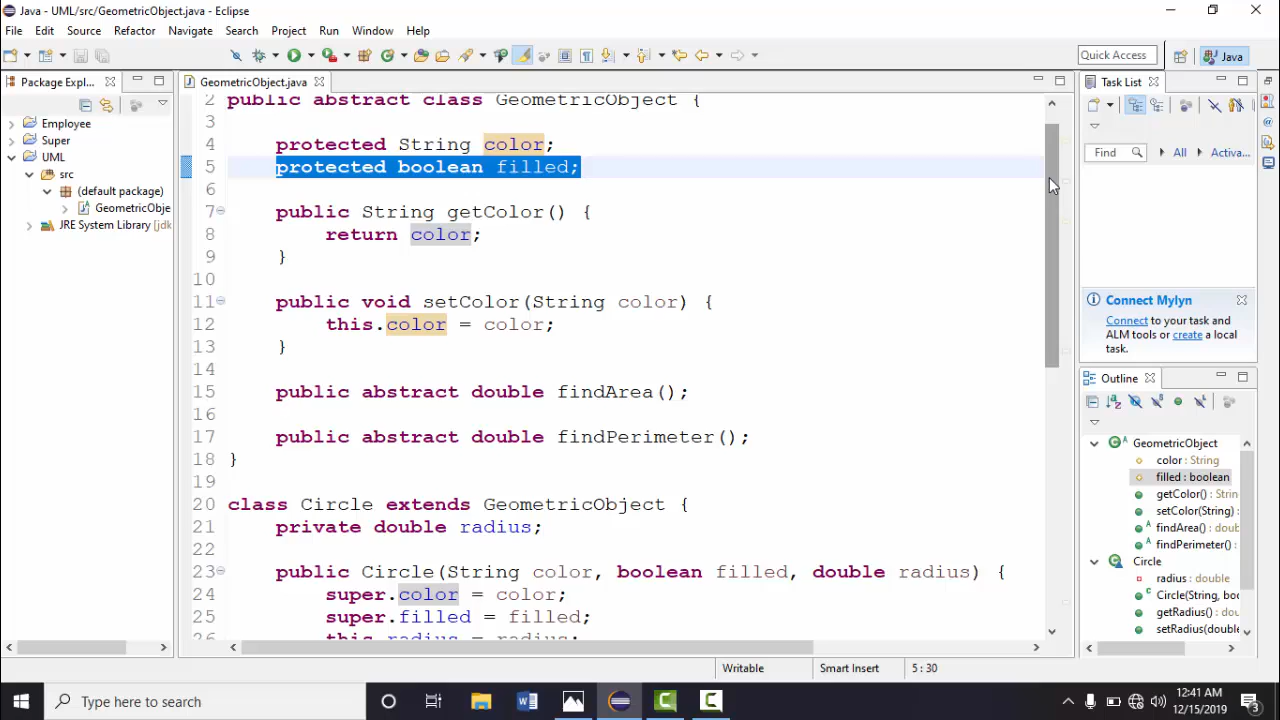 Java - UML/src/GeometricObject.java - Eclipse
File Edit Source Refactor Navigate Search Project Run Window Help
Quick Access
Java
Package Expl...
GeometricObject.java
Task List
Employee
Super
UML
src
(default package)
GeometricObje
JRE System Library [jdk
2 public abstract class GeometricObject {
3
4 protected String color;
5 protected boolean filled;
6
7 public String getColor() {
8 return color;
9 }
10
11 public void setColor(String color) {
12 this.color = color;
13 }
14
15 public abstract double findArea();
16
17 public abstract double findPerimeter();
18 }
19
20 class Circle extends GeometricObject {
21 private double radius;
22
23 public Circle(String color, boolean filled, double radius) {
24 super.color = color;
25 super.filled = filled;
26 this.radius = radius;
Find
All
Activa...
Connect Mylyn
Connect to your task and
ALM tools or create a local
task.
Outline
GeometricObject
color : String
filled : boolean
getColor() : Strin
setColor(String) :
findArea() : doub
findPerimeter() :
Circle
radius : double
Circle(String, boo
getRadius() : dou
setRadius(double
Writable
Smart Insert
5 : 30
Type here to search
12:41 AM
12/15/2019
3